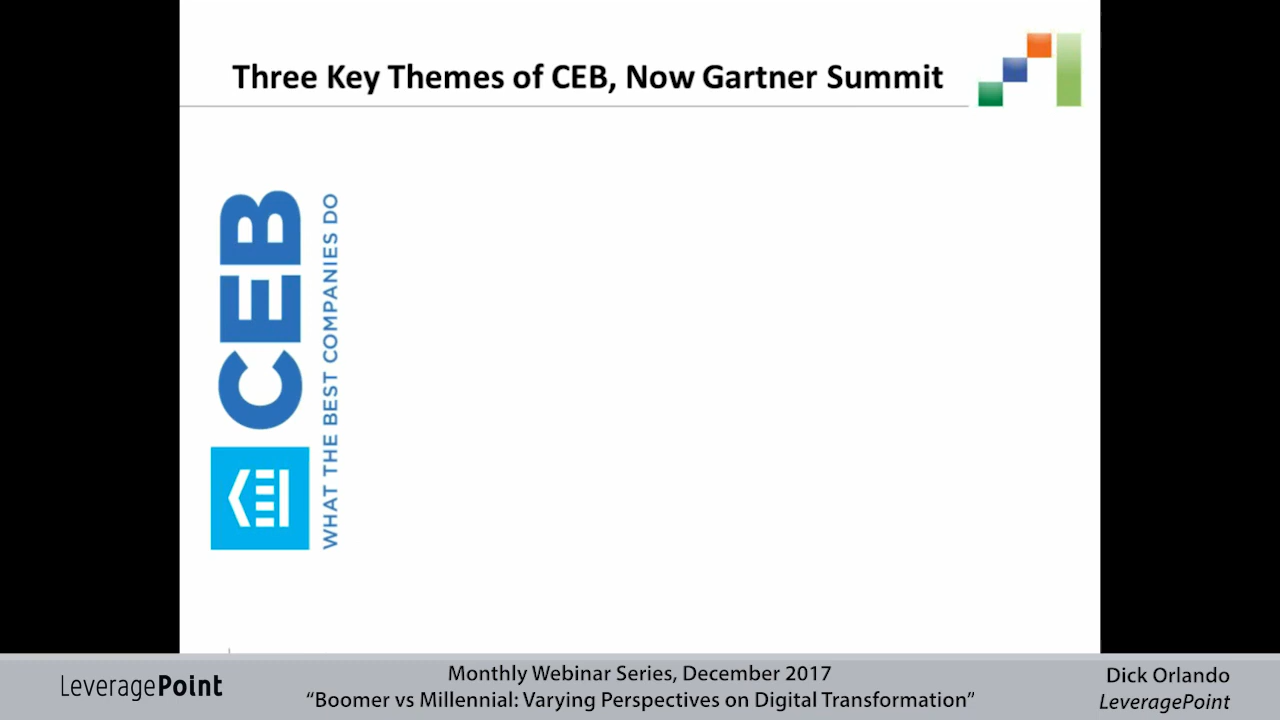 Three Key Themes of CEB, Now Gartner Summit
CEB
WHAT THE BEST COMPANIES DO
LeveragePoint
Monthly Webinar Series, December 2017
“Boomer vs Millennial: Varying Perspectives on Digital Transformation”
Dick Orlando
LeveragePoint